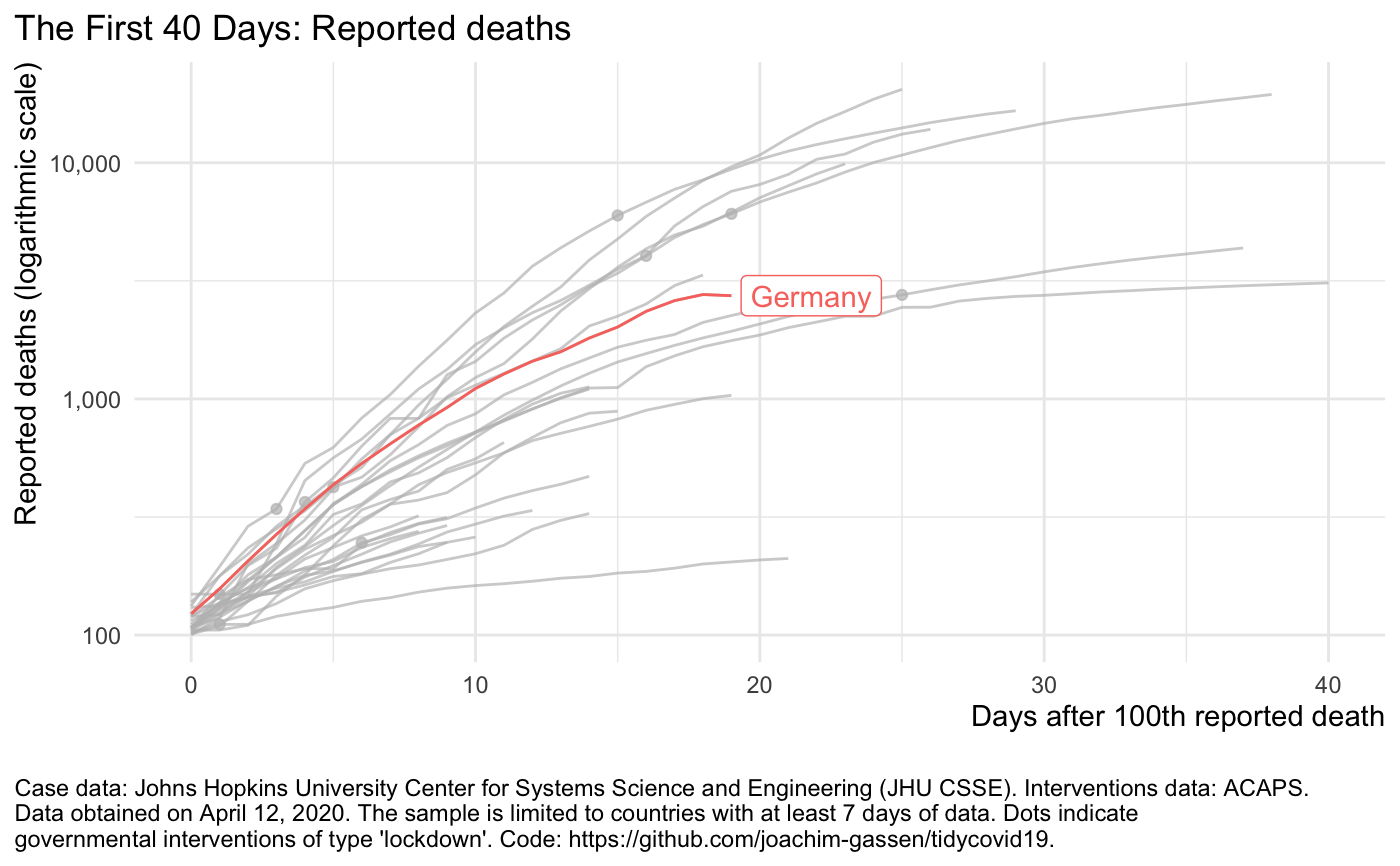 The First 40 Days: Reported deaths
Reported deaths (logarithmic scale)
10,000
1,000
100
Germany
0 10 20 30 40
Days after 100th reported death
Case data: Johns Hopkins University Center for Systems Science and Engineering (JHU CSSE). Interventions data: ACAPS.
Data obtained on April 12, 2020. The sample is limited to countries with at least 7 days of data. Dots indicate
governmental interventions of type 'lockdown'. Code: https://github.com/joachim-gassen/tidycovid19.